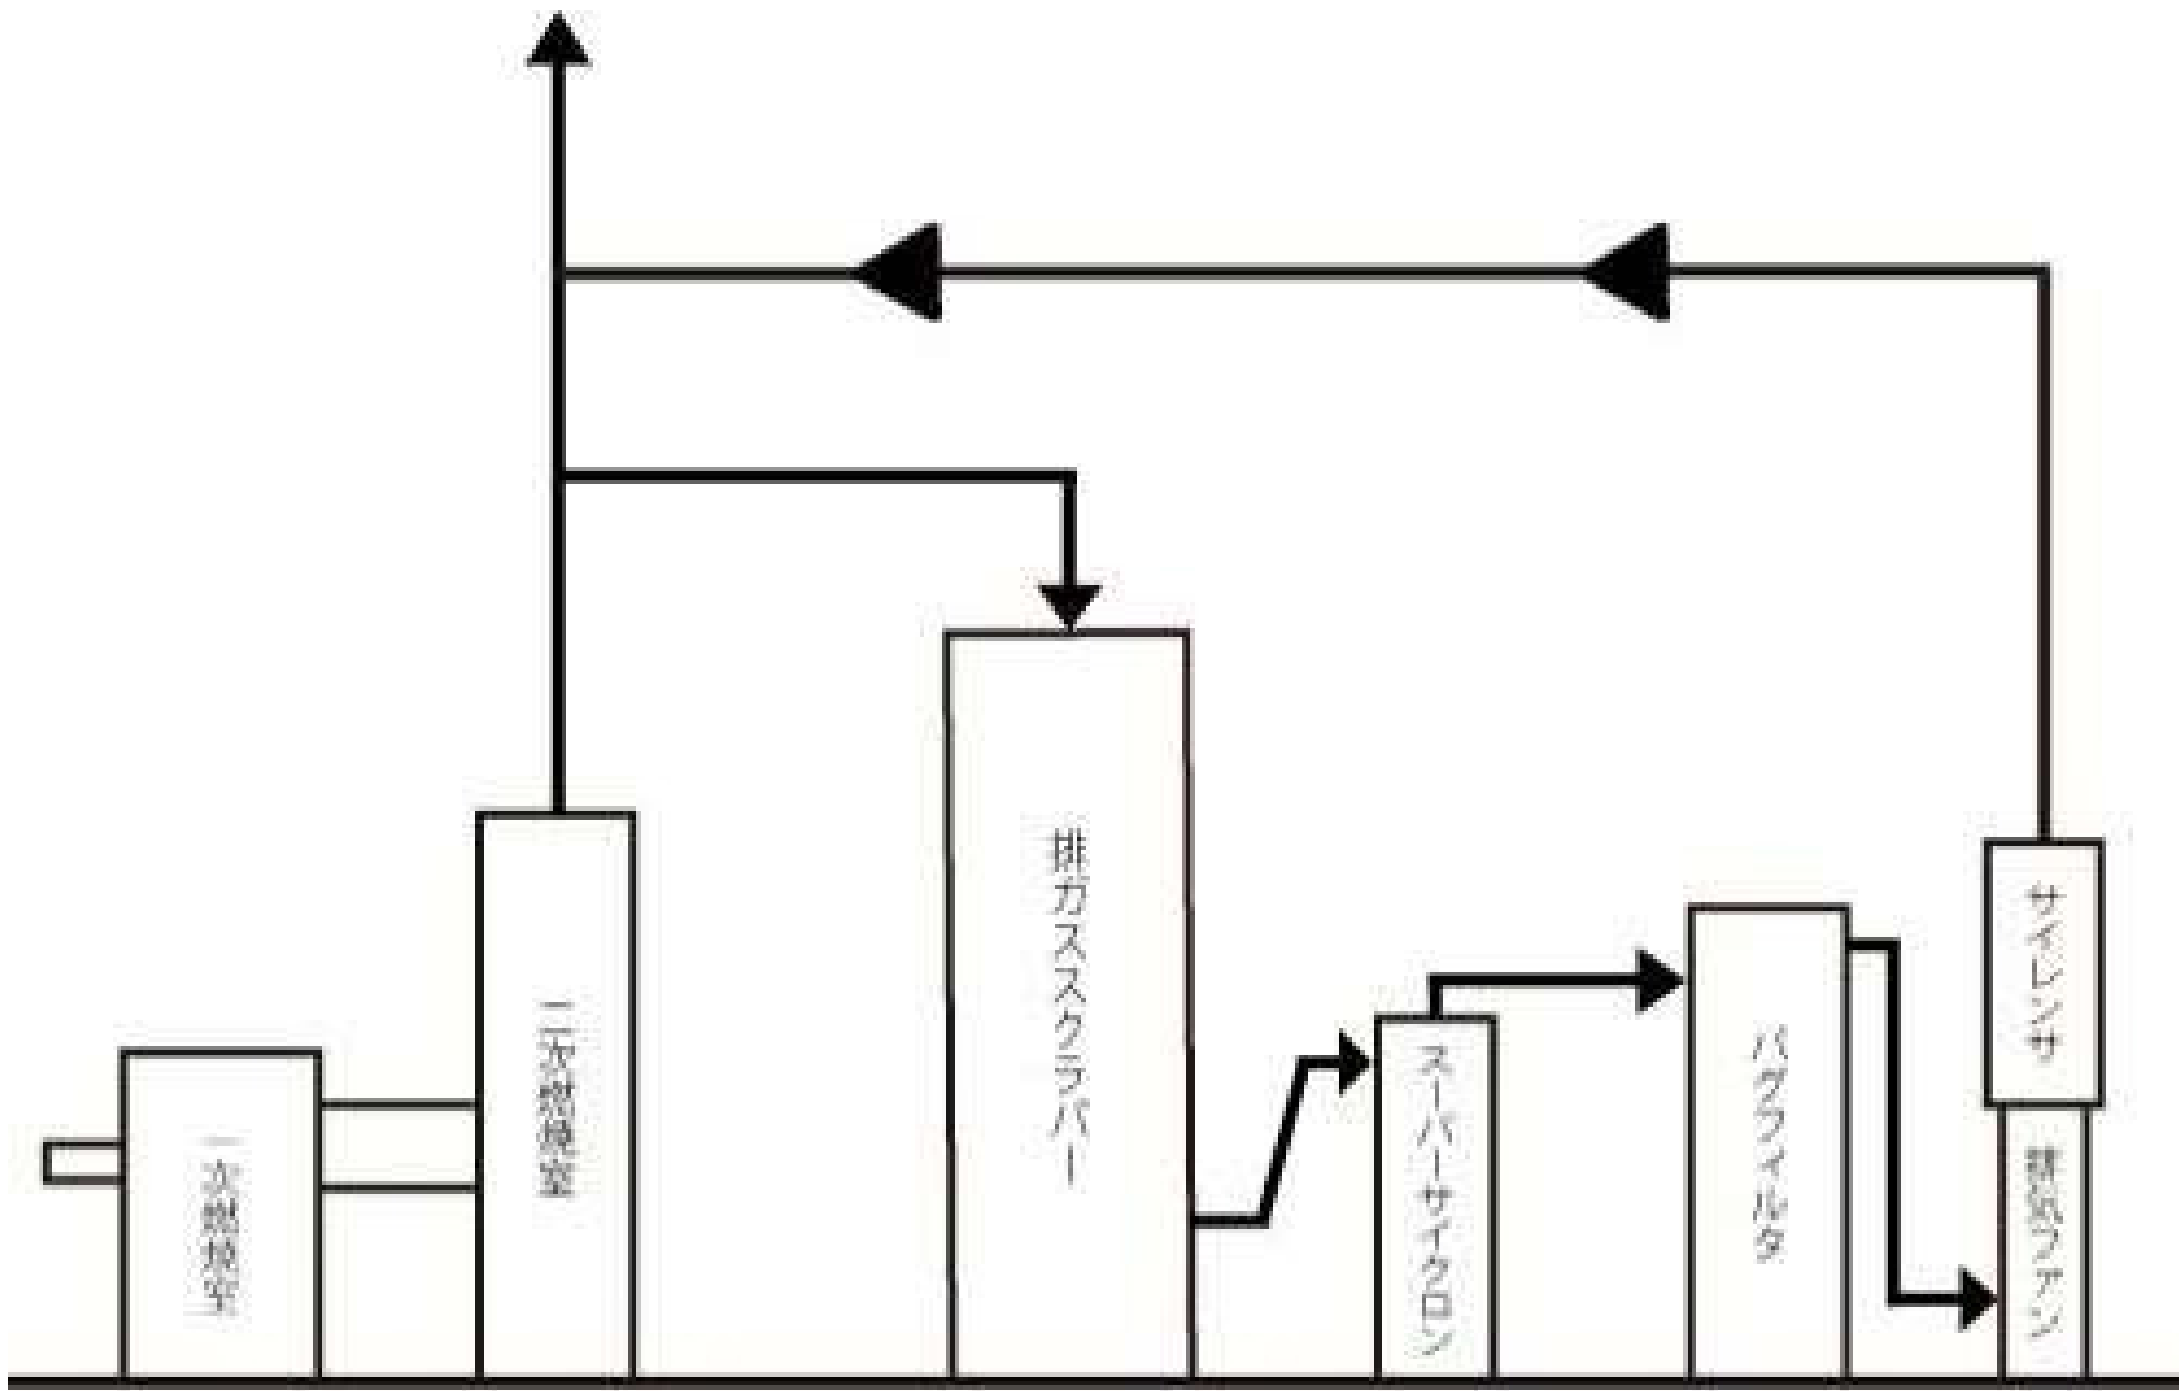 一次燃焼室
二次燃焼室
排ガススクラバー
スーパーサイクロン
バグフィルタ
サイレンサ
排気ファン